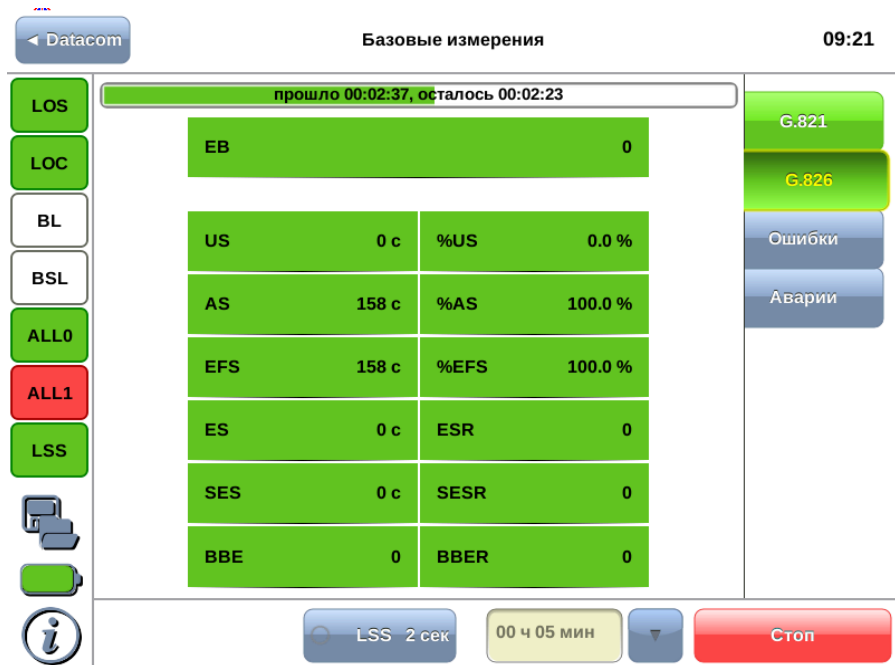 ◄ Datacom
Базовые измерения
09:21
LOS
LOC
BL
BSL
ALL0
ALL1
LSS
прошло 00:02:37, осталось 00:02:23
EB 0
US 0 с %US 0.0 %
AS 158 с %AS 100.0 %
EFS 158 с %EFS 100.0 %
ES 0 с ESR 0
SES 0 с SESR 0
BBE 0 BBER 0
G.821
G.826
Ошибки
Аварии
i
LSS 2 сек
00 ч 05 мин
▼
Стоп